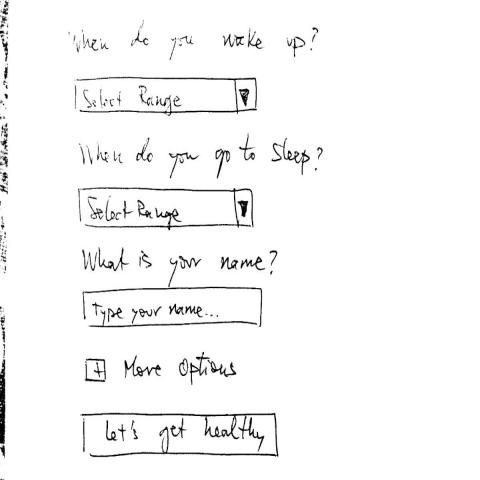 When do you wake up?
Select Range
When do you go to sleep?
Select Range
What is your name?
Type your name...
+ More Options
Let's get healthy